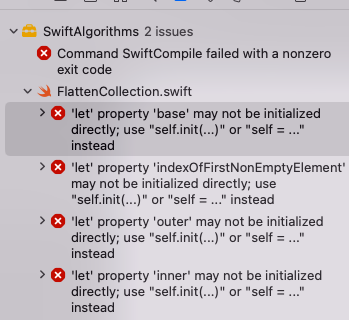 SwiftAlgorithms 2 issues
Command SwiftCompile failed with a nonzero
exit code
FlattenCollection.swift
'let' property 'base' may not be initialized
directly; use "self.init(...)" or "self = ..."
instead
'let' property 'indexOfFirstNonEmptyElement'
may not be initialized directly; use
"self.init(...)" or "self = ..." instead
'let' property 'outer' may not be initialized
directly; use "self.init(...)" or "self = ..."
instead
'let' property 'inner' may not be initialized
directly; use "self.init(...)" or "self = ..."
instead